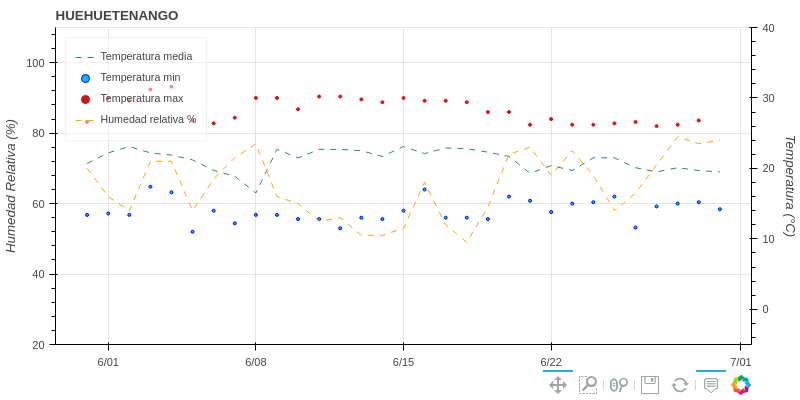 HUEHUETENANGO
Temperatura media
Temperatura min
Temperatura max
Humedad relativa %
Humedad Relativa (%)
100
80
60
40
20
Temperatura (°C)
40
30
20
10
0
6/01
6/08
6/15
6/22
7/01